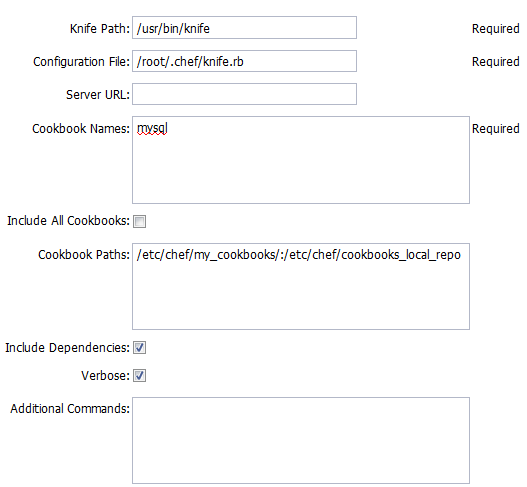 Knife Path: /usr/bin/knife Required
Configuration File: /root/.chef/knife.rb Required
Server URL:
Cookbook Names: mysql Required
Include All Cookbooks:
Cookbook Paths: /etc/chef/my_cookbooks/:/etc/chef/cookbooks_local_repo
Include Dependencies:
Verbose:
Additional Commands: